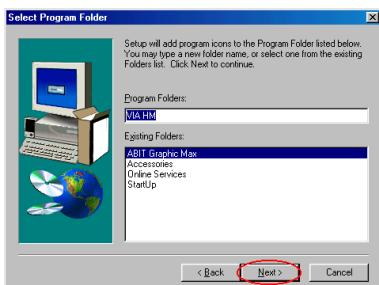 Select Program Folder
Setup will add program icons to the Program Folder listed below.
You may type a new folder name, or select one from the existing
Folders list. Click Next to continue.
Program Folders:
VIA HM
Existing Folders:
ABIT Graphic Max
Accessories
Online Services
StartUp
< Back
Next >
Cancel